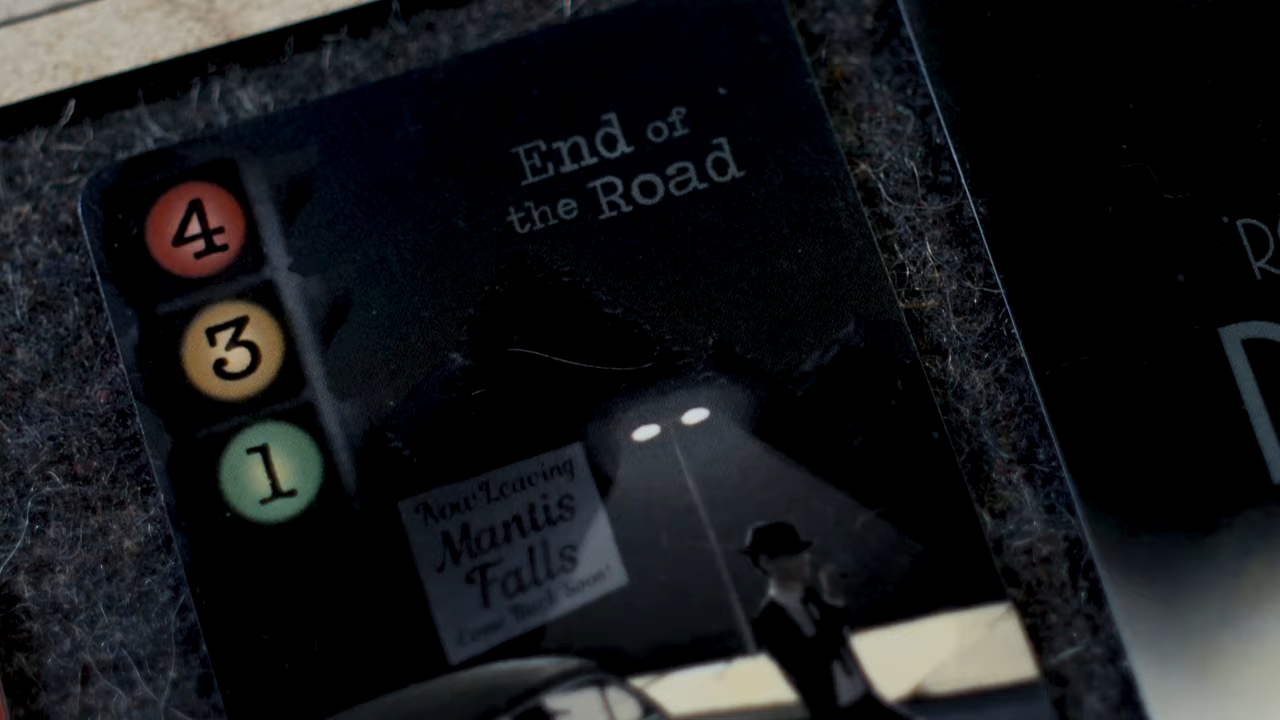 End of
the Road
4
3
1
Now Leaving
Mantis
Falls
Come Back Soon!
R
D